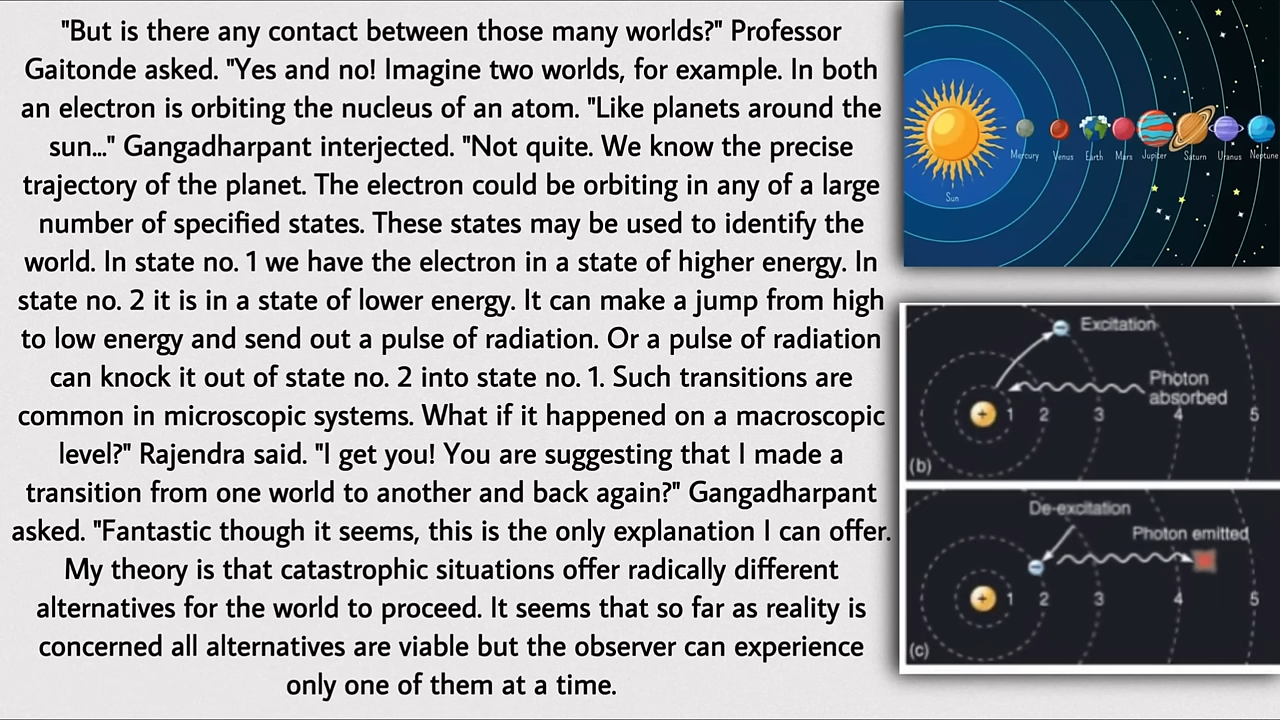 "But is there any contact between those many worlds?" Professor
Gaitonde asked. "Yes and no! Imagine two worlds, for example. In both
an electron is orbiting the nucleus of an atom. "Like planets around the
sun..." Gangadharpant interjected. "Not quite. We know the precise
trajectory of the planet. The electron could be orbiting in any of a large
number of specified states. These states may be used to identify the
world. In state no. 1 we have the electron in a state of higher energy. In
state no. 2 it is in a state of lower energy. It can make a jump from high
to low energy and send out a pulse of radiation. Or a pulse of radiation
can knock it out of state no. 2 into state no. 1. Such transitions are
common in microscopic systems. What if it happened on a macroscopic
level?" Rajendra said. "I get you! You are suggesting that I made a
transition from one world to another and back again?" Gangadharpant
asked. "Fantastic though it seems, this is the only explanation I can offer.
My theory is that catastrophic situations offer radically different
alternatives for the world to proceed. It seems that so far as reality is
concerned all alternatives are viable but the observer can experience
only one of them at a time.
Mercury Venus Earth Mars Jupiter Saturn Uranus Neptune
Sun
Excitation
Photon
absorbed
+ 1 2 3 4 5
(b)
De-excitation
Photon emitted
+ 1 2 3 4 5
(c)